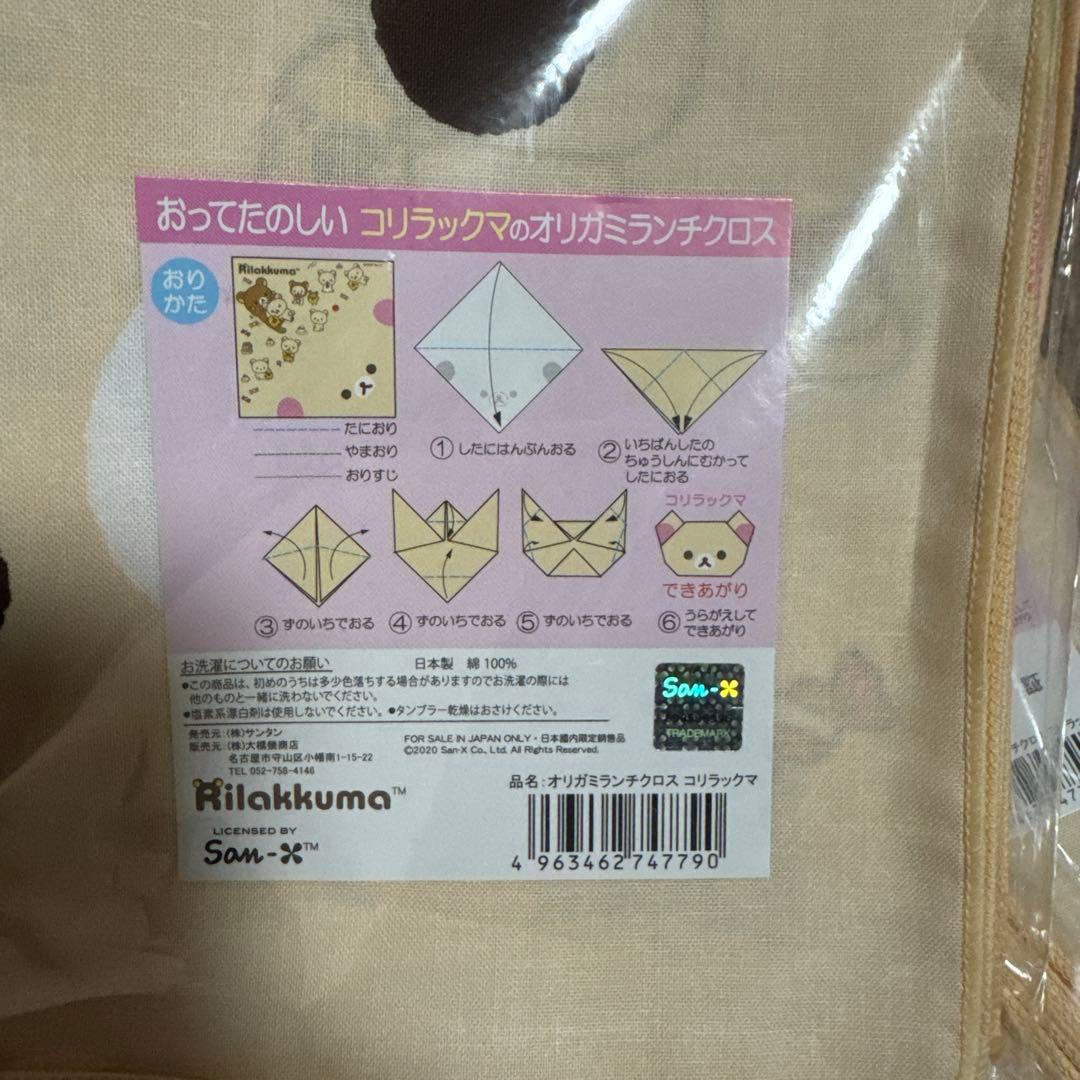 おってたのしい コリラックマのオリガミランチクロス
おり
かた
Rilakkuma™
たにおり
やまおり
おりすじ
①したにはんぶんおる
②いちばんしたの
ちゅうしんにむかって
したにおる
③ずのいちでおる
④ずのいちでおる
⑤ずのいちでおる
コリラックマ
できあがり
⑥うらがえして
できあがり
お洗濯についてのお願い 日本製 綿100%
●この商品は、初めのうちは多少色落ちする場合がありますのでお洗濯の際には
他のものと一緒に洗わないでください。
●塩素系漂白剤は使用しないでください。●タンブラー乾燥はおさけください。
発売元:(株)サンタン
販売元:(株)大橋鎮商店
名古屋市守山区小幡南1-15-22
TEL 052-758-4146
FOR SALE IN JAPAN ONLY・日本國内限定銷售品
©2020 San-X Co., Ltd. All Rights Reserved.
San-X
TRADEMARK
Rilakkuma™
LICENSED BY
San-X™
品名:オリガミランチクロス コリラックマ
4 963462 747790